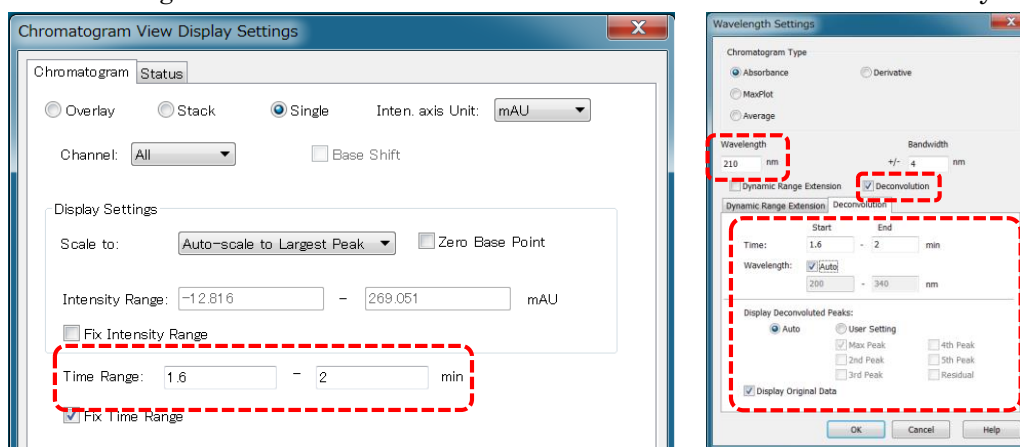 Chromatogram View Display Settings
X
Chromatogram Status
Overlay Stack Single Inten. axis Unit: mAU
Channel: All Base Shift
Display Settings
Scale to: Auto-scale to Largest Peak Zero Base Point
Intensity Range: -12.816 - 269.051 mAU
Fix Intensity Range
Time Range: 1.6 - 2 min
Fix Time Range
Wavelength Settings
X
Chromatogram Type
Absorbance Derivative
MaxPlot
Average
Wavelength Bandwidth
210 nm +/- 4 nm
Dynamic Range Extension Deconvolution
Dynamic Range Extension Deconvolution
Start End
Time: 1.6 - 2 min
Wavelength: Auto
200 - 340 nm
Display Deconvoluted Peaks:
Auto User Setting
Max Peak 4th Peak
2nd Peak 5th Peak
3rd Peak Residual
Display Original Data
OK Cancel Help